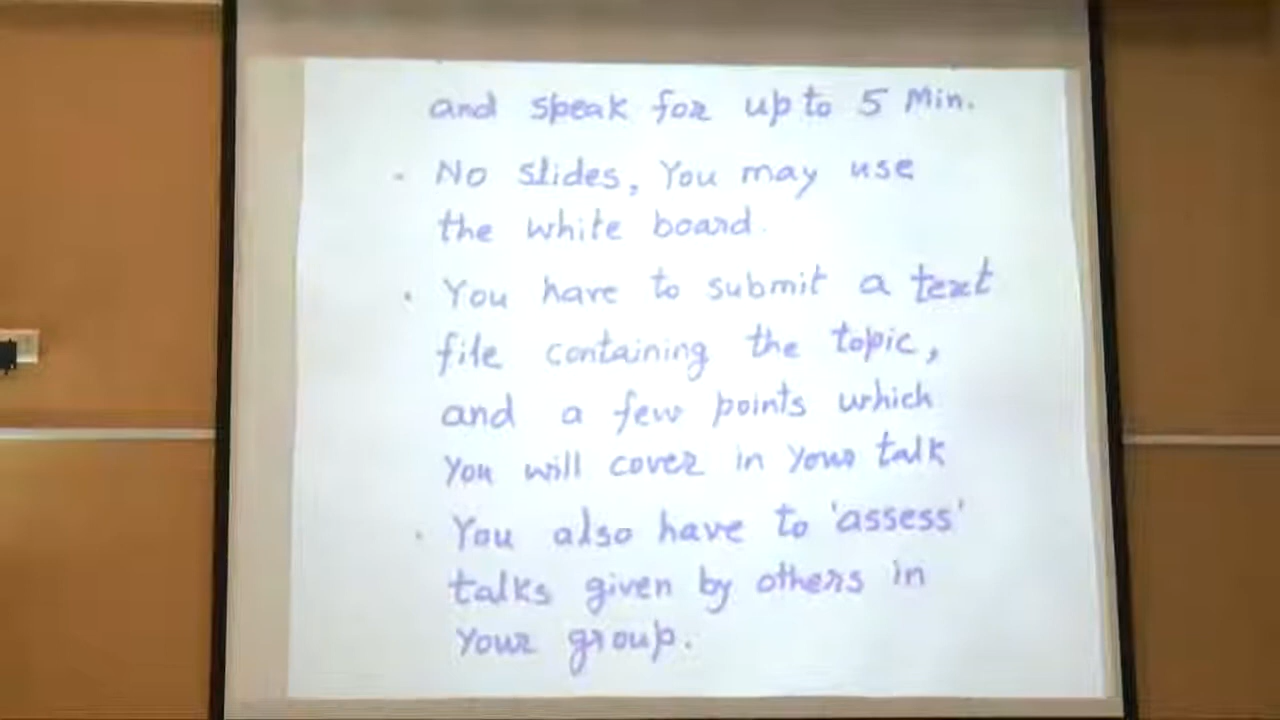 and speak for up to 5 Min.
• No slides, You may use
the white board.
• You have to submit a text
file containing the topic,
and a few points which
you will cover in your talk
• You also have to 'assess'
talks given by others in
your group.